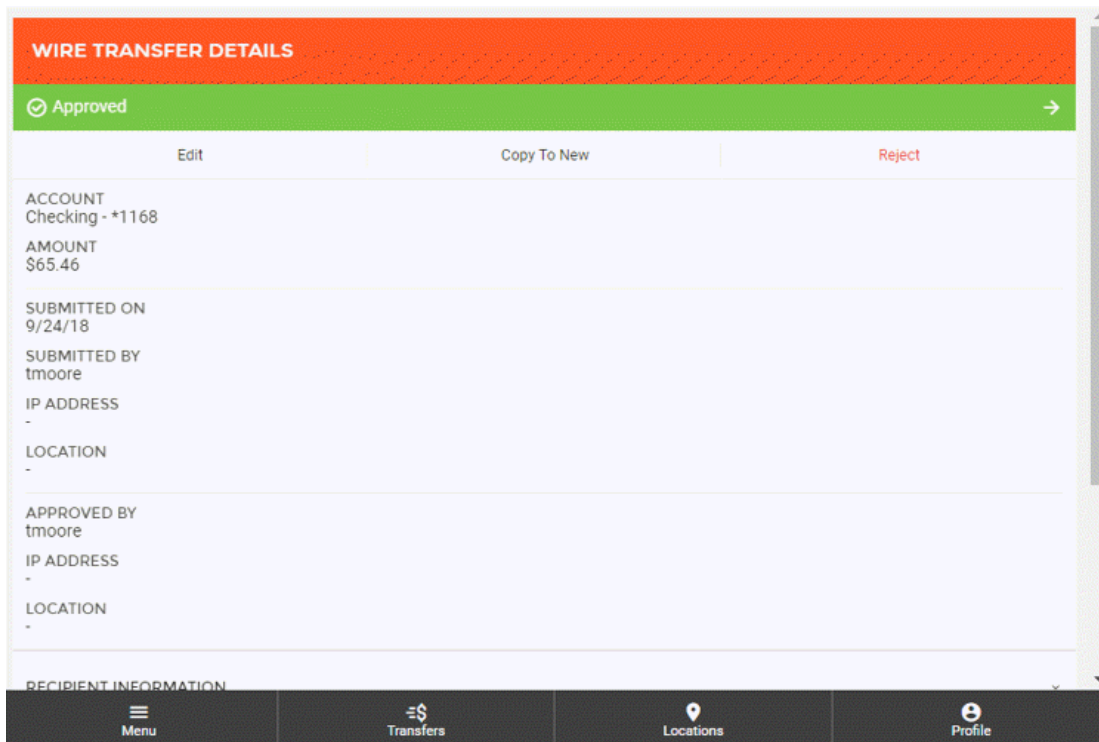 WIRE TRANSFER DETAILS
Approved
Edit
Copy To New
Reject
ACCOUNT
Checking - *1168
AMOUNT
$65.46
SUBMITTED ON
9/24/18
SUBMITTED BY
tmoore
IP ADDRESS
-
LOCATION
-
APPROVED BY
tmoore
IP ADDRESS
-
LOCATION
-
RECIPIENT INFORMATION
Menu
Transfers
Locations
Profile